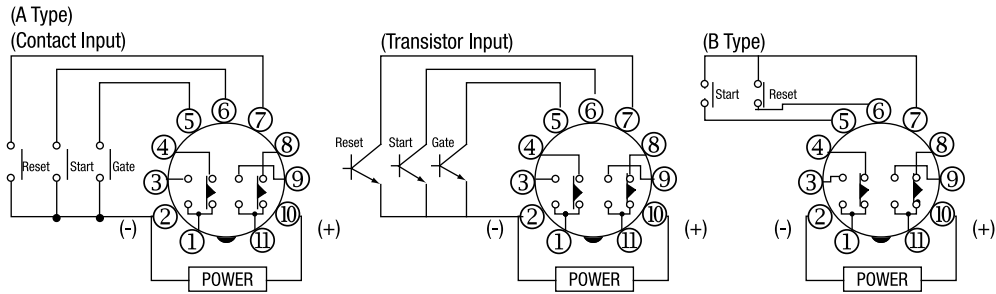 (A Type)
(Contact Input)
(Transistor Input)
(B Type)
Reset
Start
Gate
5
6
7
4
8
3
9
2
10
1
11
(-)
(+)
POWER
Reset
Start
Gate
5
6
7
4
8
3
9
2
10
1
11
(-)
(+)
POWER
Start
Reset
5
6
7
4
8
3
9
2
10
1
11
(-)
(+)
POWER